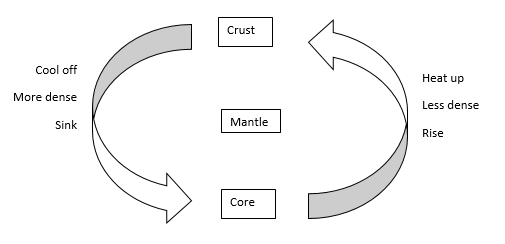 Crust
Cool off
More dense
Sink
Mantle
Heat up
Less dense
Rise
Core